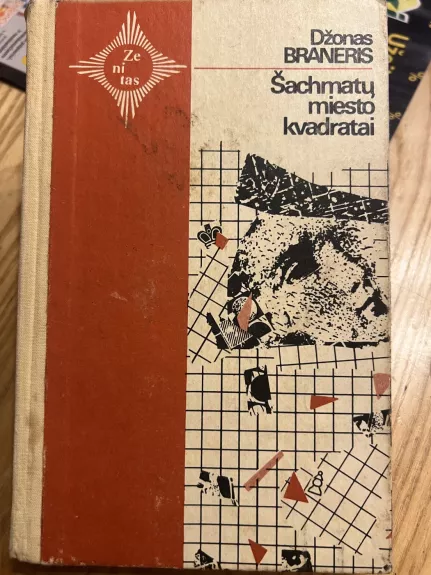 Ze
ni
tas
Džonas
BRANERIS
Šachmatų
miesto
kvadratai